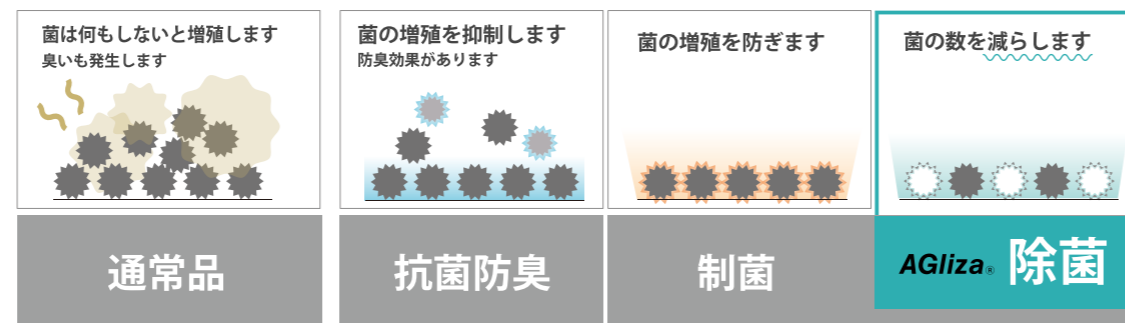 菌は何もしないと増殖します
臭いも発生します
通常品
菌の増殖を抑制します
防臭効果があります
抗菌防臭
菌の増殖を防ぎます
制菌
菌の数を減らします
AGliza® 除菌